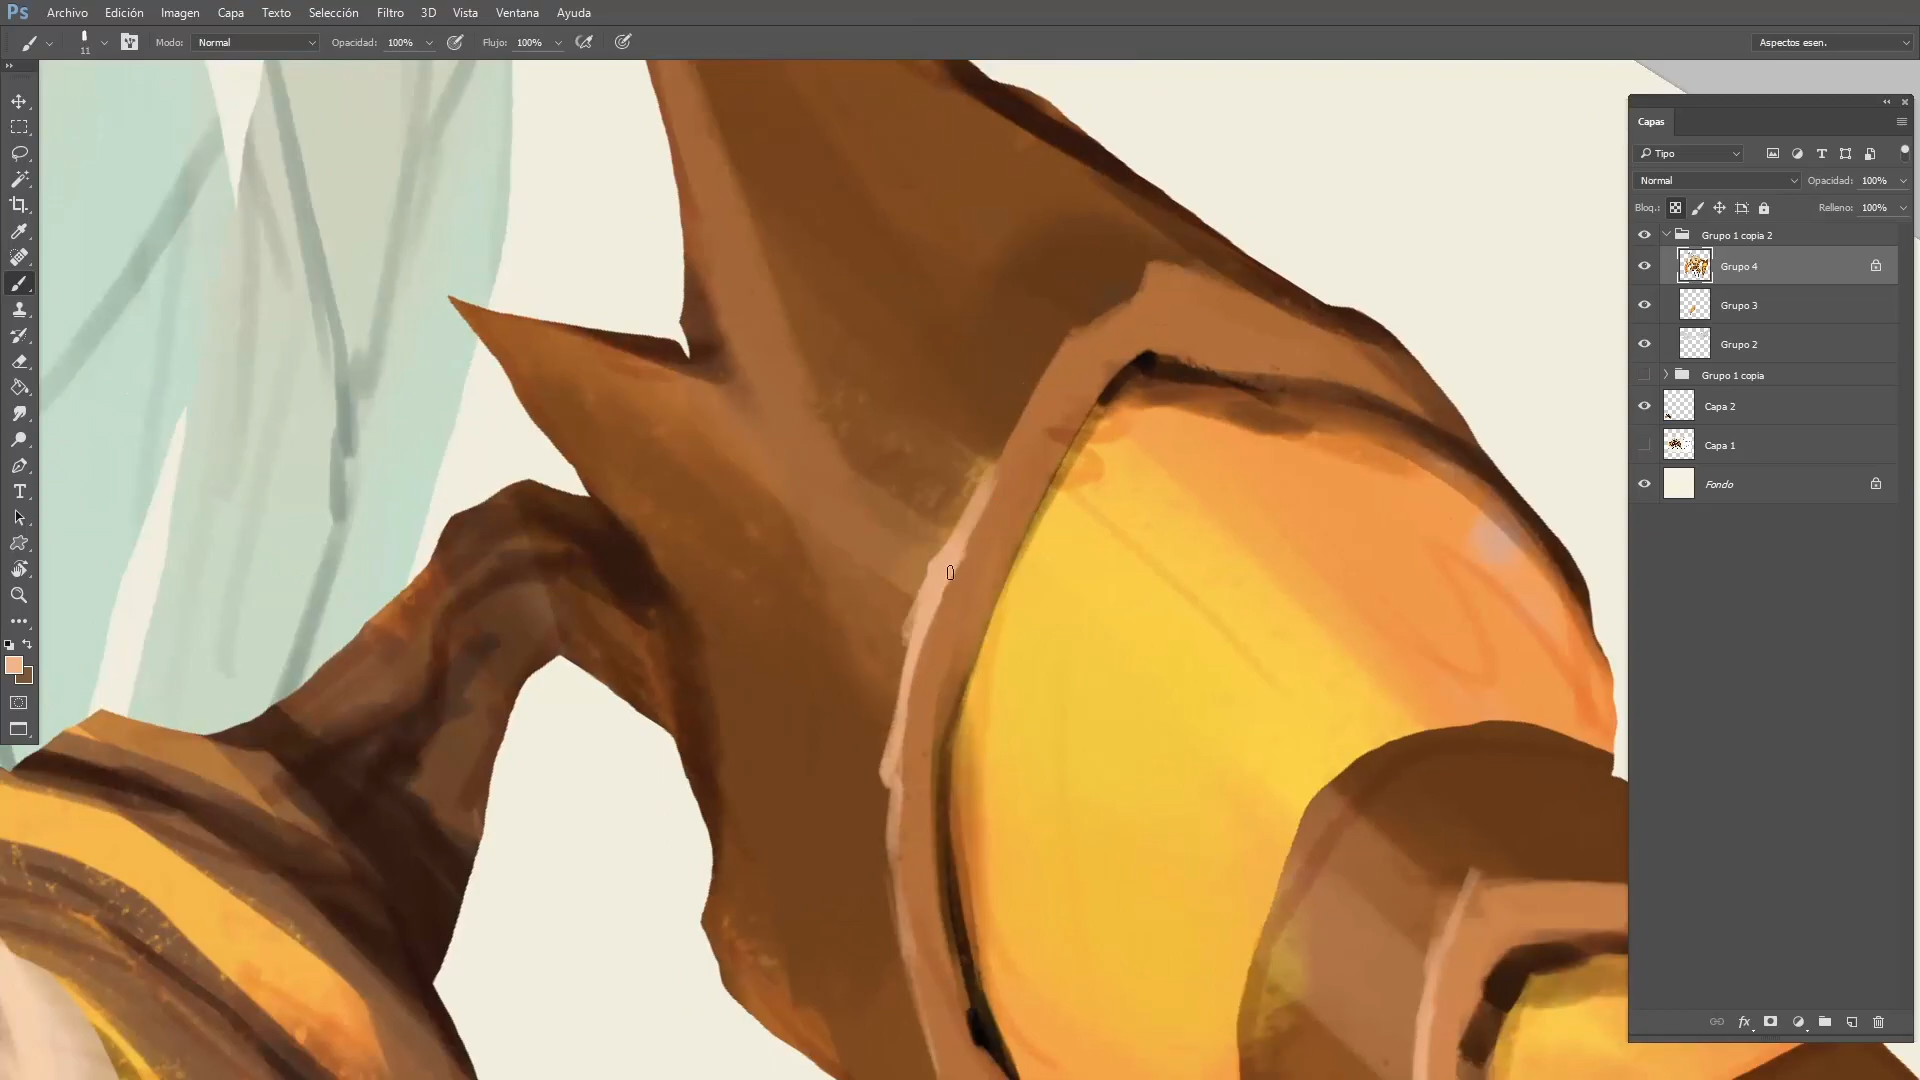 Ps Archivo Edición Imagen Capa Texto Selección Filtro 3D Vista Ventana Ayuda
11 Modo: Normal Opacidad: 100% Flujo: 100% Aspectos esen.
Capas
Tipo
Normal Opacidad: 100%
Bloq.: Relleno: 100%
Grupo 1 copia 2
Grupo 4
Grupo 3
Grupo 2
Grupo 1 copia
Capa 2
Capa 1
Fondo
fx